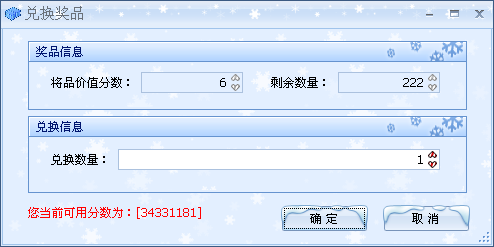 兑换奖品
奖品信息
将品价值分数： 6 剩余数量： 222
兑换信息
兑换数量： 1
您当前可用分数为：[34331181]
确 定 取 消